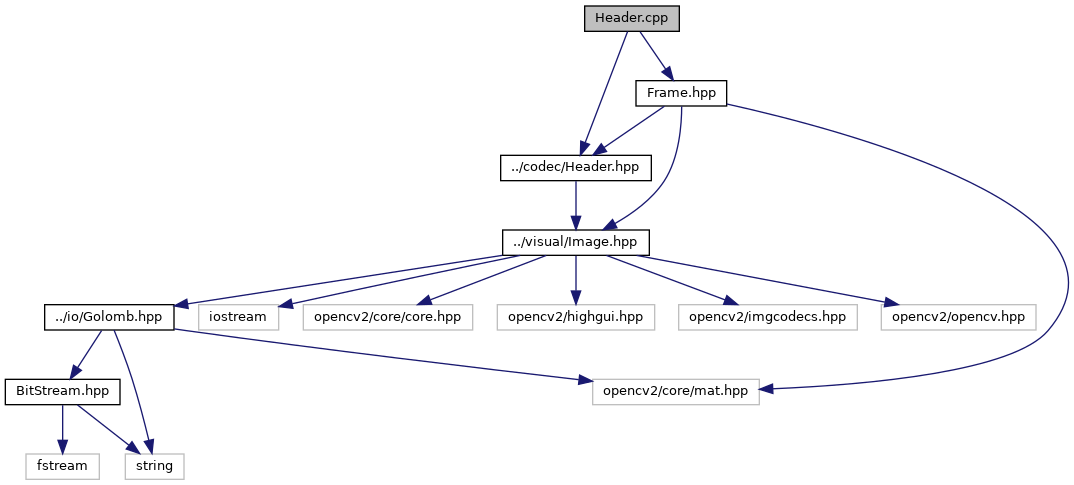 Header.cpp
Frame.hpp
../codec/Header.hpp
../visual/Image.hpp
../io/Golomb.hpp
iostream
opencv2/core/core.hpp
opencv2/highgui.hpp
opencv2/imgcodecs.hpp
opencv2/opencv.hpp
BitStream.hpp
opencv2/core/mat.hpp
fstream
string